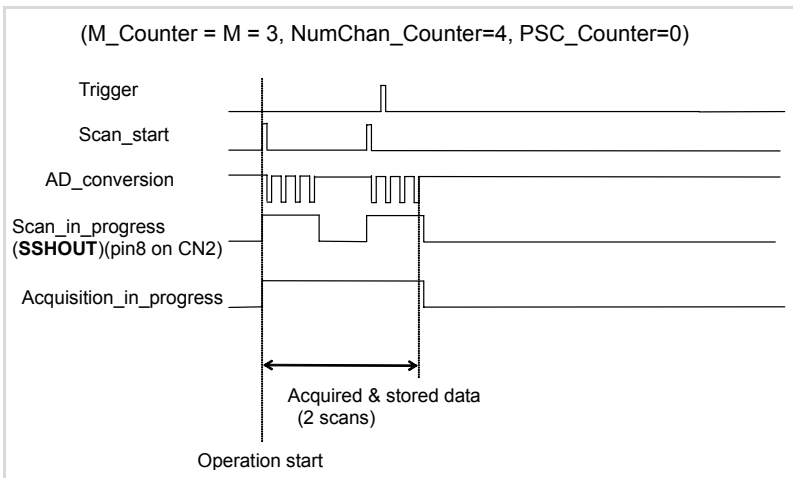 (M_Counter = M = 3, NumChan_Counter=4, PSC_Counter=0)
Trigger
Scan_start
AD_conversion
Scan_in_progress
(SSHOUT)(pin8 on CN2)
Acquisition_in_progress
Acquired & stored data
(2 scans)
Operation start